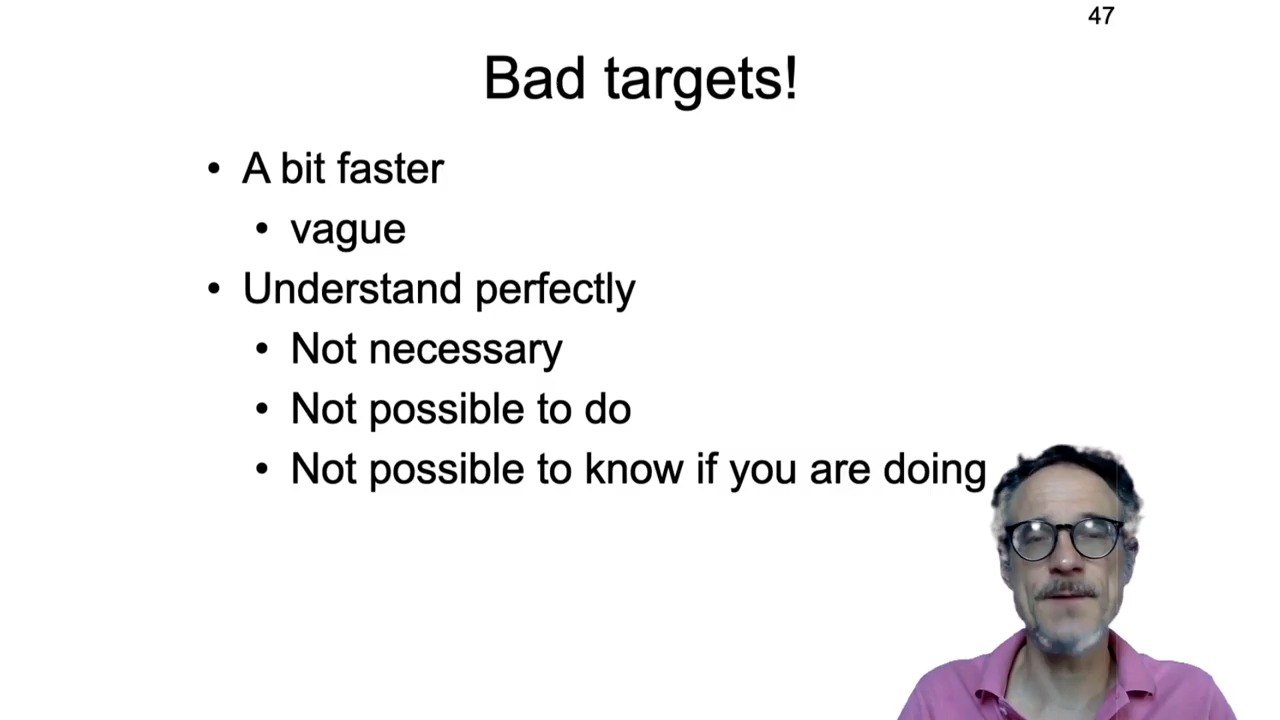 47
Bad targets!
• A bit faster
• vague
• Understand perfectly
• Not necessary
• Not possible to do
• Not possible to know if you are doing